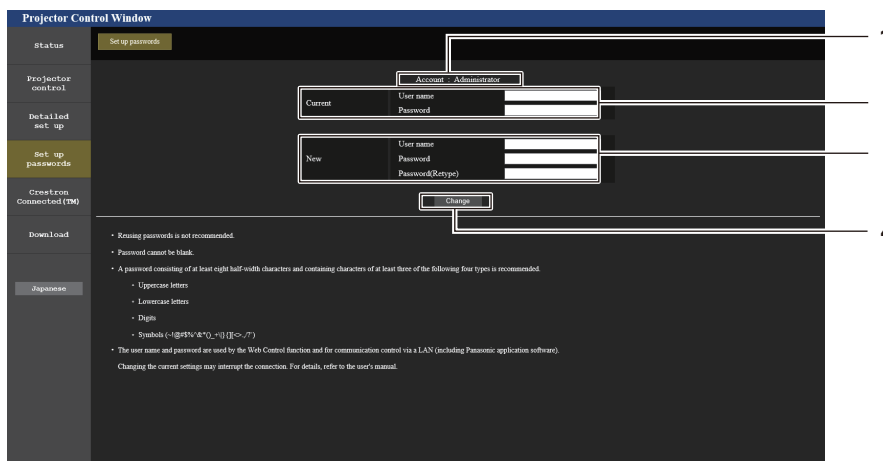 Projector Control Window
Status
Set up passwords
Projector
control
Detailed
set up
Set up
passwords
Crestron
Connected(TM)
Download
Japanese
Account : Administrator
Current
User name
Password
New
User name
Password
Password(Retype)
Change
• Reusing passwords is not recommended.
• Password cannot be blank.
• A password consisting of at least eight half-width characters and containing characters of at least three of the following four types is recommended.
• Uppercase letters
• Lowercase letters
• Digits
• Symbols
• The user name and password are used by the Web Control function and for communication control via a LAN (including Panasonic application software).
Changing the current settings may interrupt the connection. For details, refer to the user's manual.